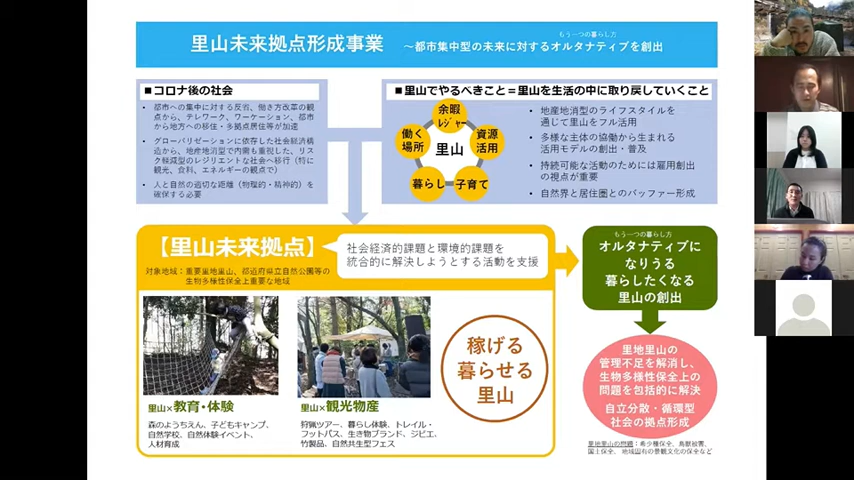 里山未来拠点形成事業
もう一つの暮らし方
～都市集中型の未来に対するオルタナティブを創出
■コロナ後の社会
・ 都市への集中に対する反省、働き方改革の観
点から、テレワーク、ワーケーション、都市
から地方への移住・多拠点居住等が加速
・ グローバリゼーションに依存した社会経済構
造から、地産地消型で内需も重視した、リス
ク軽減型のレジリエントな社会へ移行（特に
観光、食料、エネルギーの観点で）
・ 人と自然の適切な距離（物理的・精神的）を
確保する必要
■里山でやるべきこと＝里山を生活の中に取り戻していくこと
余暇
ﾚｼﾞｬｰ
働く
場所
資源
活用
里山
暮らし
子育て
・ 地産地消型のライフスタイルを
通じて里山をフル活用
・ 多様な主体の協働から生まれる
活用モデルの創出・普及
・ 持続可能な活動のためには雇用創出
の視点が重要
・ 自然界と居住圏とのバッファー形成
【里山未来拠点】
社会経済的課題と環境的課題を
統合的に解決しようとする活動を支援
対象地域：重要里地里山、都道府県立自然公園等の
生物多様性保全上重要な地域
里山×教育・体験
森のようちえん、子どもキャンプ、
自然学校、自然体験イベント、
人材育成
里山×観光物産
狩猟ツアー、暮らし体験、トレイル・
フットパス、生き物ブランド、ジビエ、
竹製品、自然共生型フェス
稼げる
暮らせる
里山
もう一つの暮らし方
オルタナティブに
なりうる
暮らしたくなる
里山の創出
里地里山の
管理不足を解消し、
生物多様性保全上の
問題を包括的に解決
自立分散・循環型
社会の拠点形成
里地里山の問題：希少種保全、鳥獣被害、
国土保全、地域固有の景観文化の保全など